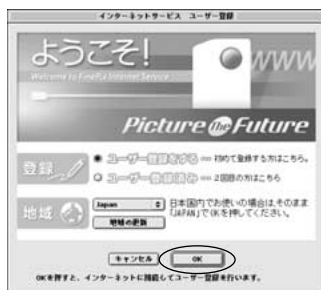 インターネットサービス ユーザー登録
ようこそ!
WWW
Welcome to FinePix Internet Service
Picture The Future
登録
ユーザー登録をする ⇨ 初めて登録する方はこちら。
ユーザー登録済み ⇨ 2回目の方はこちら
地域
Japan
日本国内でお使いの場合は、そのまま「JAPAN」でOKを押してください。
地域の更新
キャンセル
OK
OKを押すと、インターネットに接続してユーザー登録を行います。